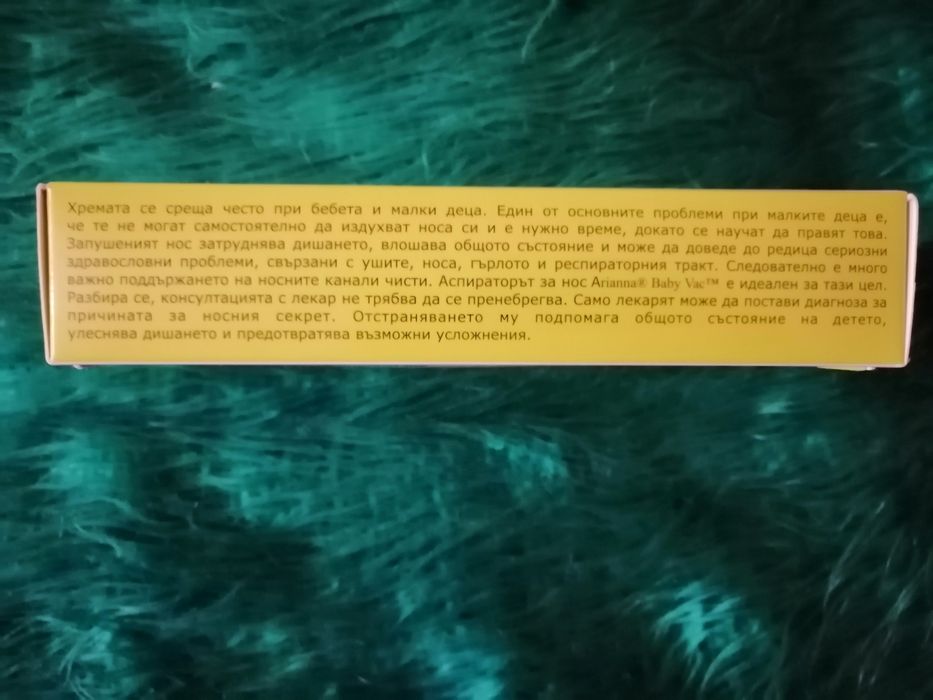 Хремата се среща често при бебета и малки деца. Един от основните проблеми при малките деца е,
че те не могат самостоятелно да издухват носа си и е нужно време, докато се научат да правят това.
Запушеният нос затруднява дишането, влошава общото състояние и може да доведе до редица сериозни
здравословни проблеми, свързани с ушите, носа, гърлото и респираторния тракт. Следователно е много
важно поддържането на носните канали чисти. Аспираторът за нос Arianna® Baby Vac™ е идеален за тази цел.
Разбира се, консултацията с лекар не трябва да се пренебрегва. Само лекарят може да постави диагноза за
причината за носния секрет. Отстраняването му подпомага общото състояние на детето,
улеснява дишането и предотвратява възможни усложнения.